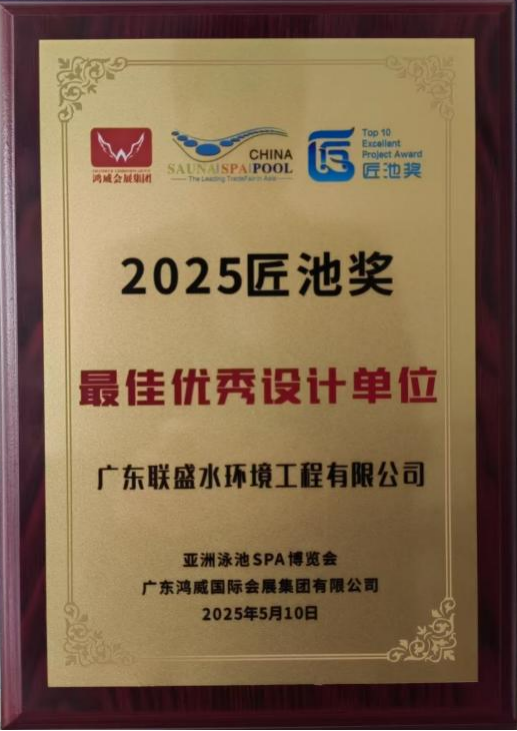 鸿威会展集团
CHINA
SAUNA SPA POOL
The Leading Tradefair in Asia
Top 10
Excellent
Project Award
匠池奖
2025匠池奖
最佳优秀设计单位
广东联盛水环境工程有限公司
亚洲泳池SPA博览会
广东鸿威国际会展集团有限公司
2025年5月10日